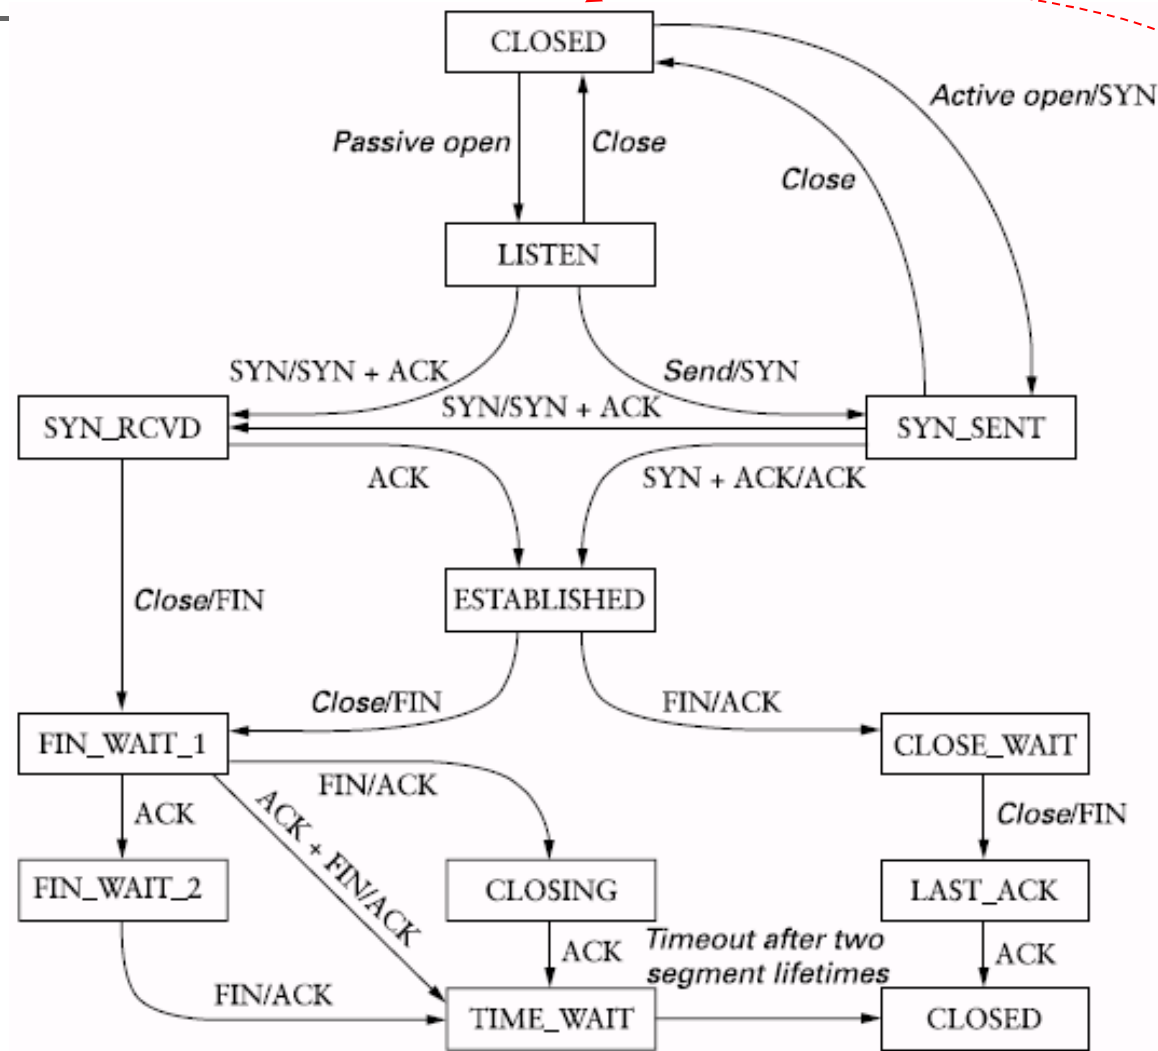 CLOSED
Active open/SYN
Passive open
Close
Close
LISTEN
SYN/SYN + ACK
Send/SYN
SYN/SYN + ACK
SYN_RCVD
SYN_SENT
ACK
SYN + ACK/ACK
Close/FIN
ESTABLISHED
Close/FIN
FIN/ACK
FIN_WAIT_1
CLOSE_WAIT
FIN/ACK
ACK
ACK + FIN/ACK
Close/FIN
FIN_WAIT_2
CLOSING
LAST_ACK
ACK
Timeout after two
segment lifetimes
ACK
FIN/ACK
TIME_WAIT
CLOSED